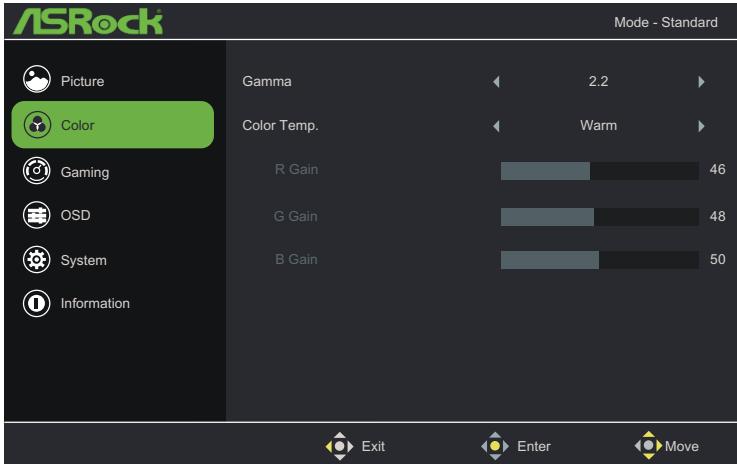 ASRock
Mode - Standard
Picture
Gamma 2.2
Color
Color Temp. Warm
Gaming
R Gain 46
OSD
G Gain 48
System
B Gain 50
Information
Exit Enter Move